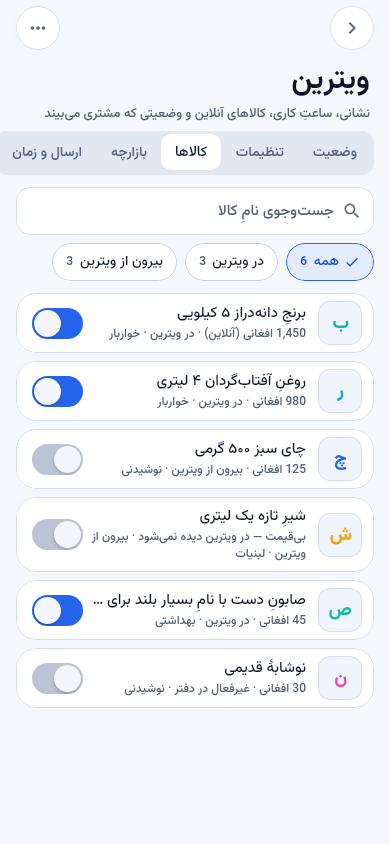 ویترین
نشانی، ساعتِ کاری، کالاهای آنلاین و وضعیتی که مشتری می‌بیند
وضعیت
تنظیمات
کالاها
بازارچه
ارسال و زمان
جست‌وجوی نامِ کالا
همه 6
در ویترین 3
بیرون از ویترین 3
ب
برنجِ دانه‌دراز ۵ کیلویی
1,450 افغانی (آنلاین) · در ویترین · خواربار
ر
روغنِ آفتاب‌گردان ۴ لیتری
980 افغانی · در ویترین · خواربار
چ
چای سبز ۵۰۰ گرمی
125 افغانی · بیرون از ویترین · نوشیدنی
ش
شیرِ تازه یک لیتری
بی‌قیمت — در ویترین دیده نمی‌شود · بیرون از
ویترین · لبنیات
ص
صابونِ دست با نامِ بسیار بلند برای ...
45 افغانی · در ویترین · بهداشتی
ن
نوشابهٔ قدیمی
30 افغانی · غیرفعال در دفتر · نوشیدنی